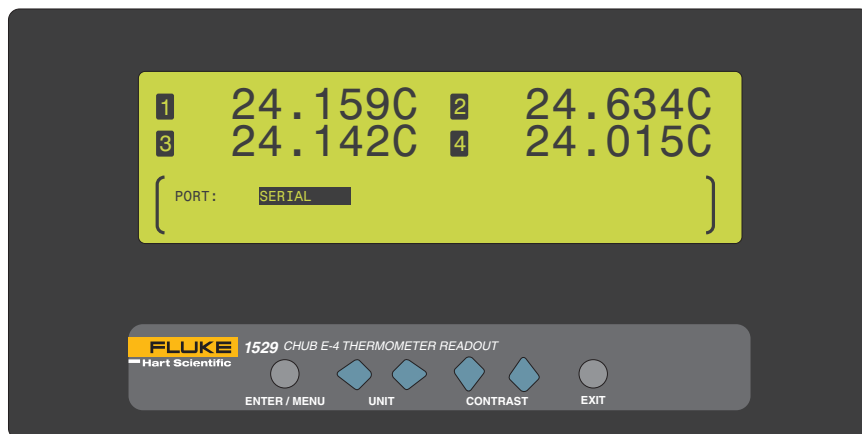 1 24.159C 2 24.634C
3 24.142C 4 24.015C
PORT: SERIAL
FLUKE 1529 CHUB E-4 THERMOMETER READOUT
Hart Scientific
ENTER / MENU UNIT CONTRAST EXIT